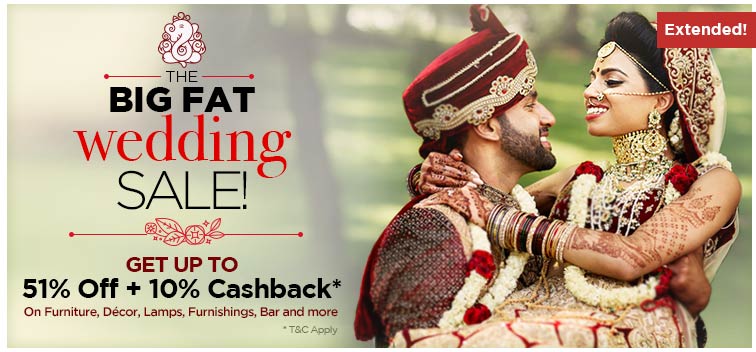 Extended!
THE
BIG FAT
wedding
SALE!
GET UP TO
51% Off + 10% Cashback*
On Furniture, Décor, Lamps, Furnishings, Bar and more
* T&C Apply